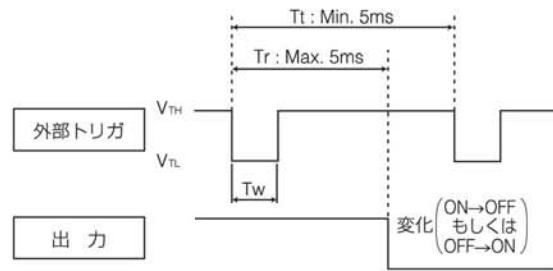 Tt : Min. 5ms
Tr : Max. 5ms
外部トリガ
VTH
VTL
Tw
出 力
変化
ON→OFF
もしくは
OFF→ON